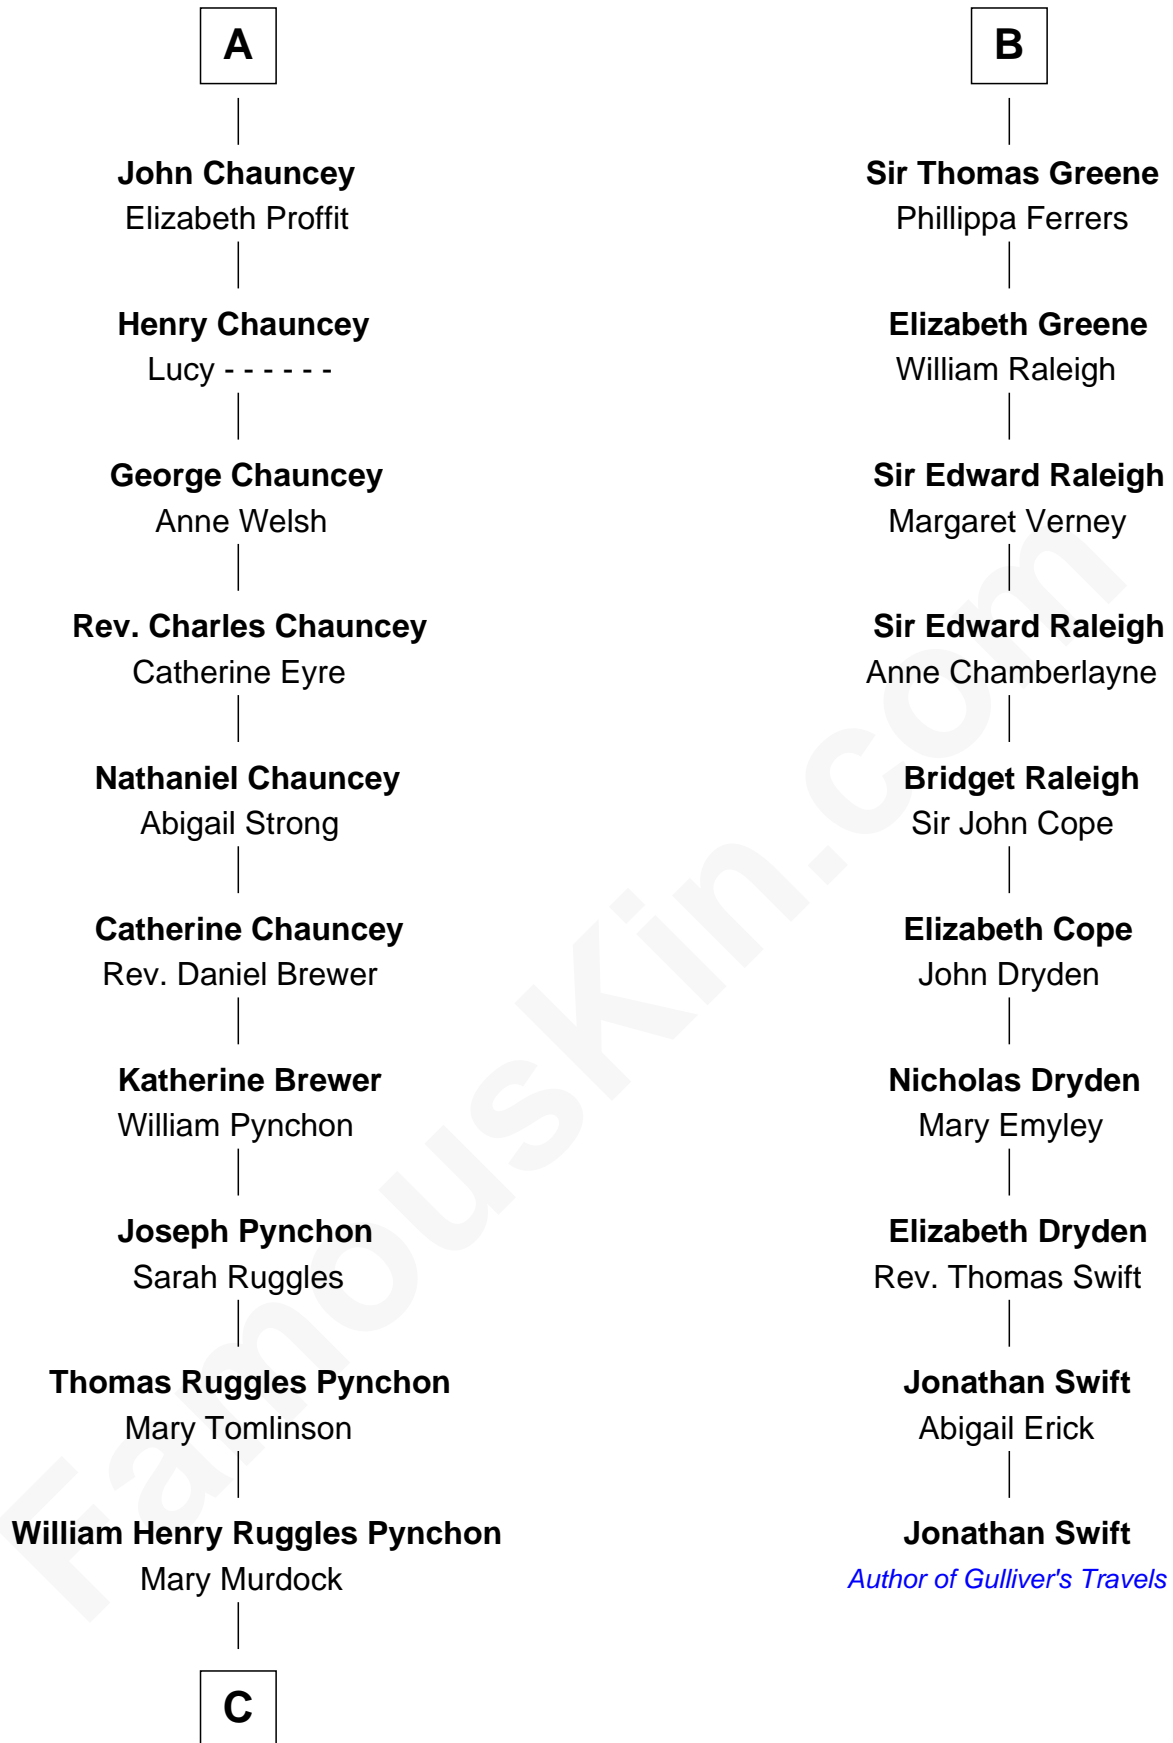 A
John Chauncey
Elizabeth Proffit
Henry Chauncey
Lucy - - - - - -
George Chauncey
Anne Welsh
Rev. Charles Chauncey
Catherine Eyre
Nathaniel Chauncey
Abigail Strong
Catherine Chauncey
Rev. Daniel Brewer
Katherine Brewer
William Pynchon
Joseph Pynchon
Sarah Ruggles
Thomas Ruggles Pynchon
Mary Tomlinson
William Henry Ruggles Pynchon
Mary Murdock
C
B
Sir Thomas Greene
Phillippa Ferrers
Elizabeth Greene
William Raleigh
Sir Edward Raleigh
Margaret Verney
Sir Edward Raleigh
Anne Chamberlayne
Bridget Raleigh
Sir John Cope
Elizabeth Cope
John Dryden
Nicholas Dryden
Mary Emyley
Elizabeth Dryden
Rev. Thomas Swift
Jonathan Swift
Abigail Erick
Jonathan Swift
Author of Gulliver's Travels
FamousKin.com